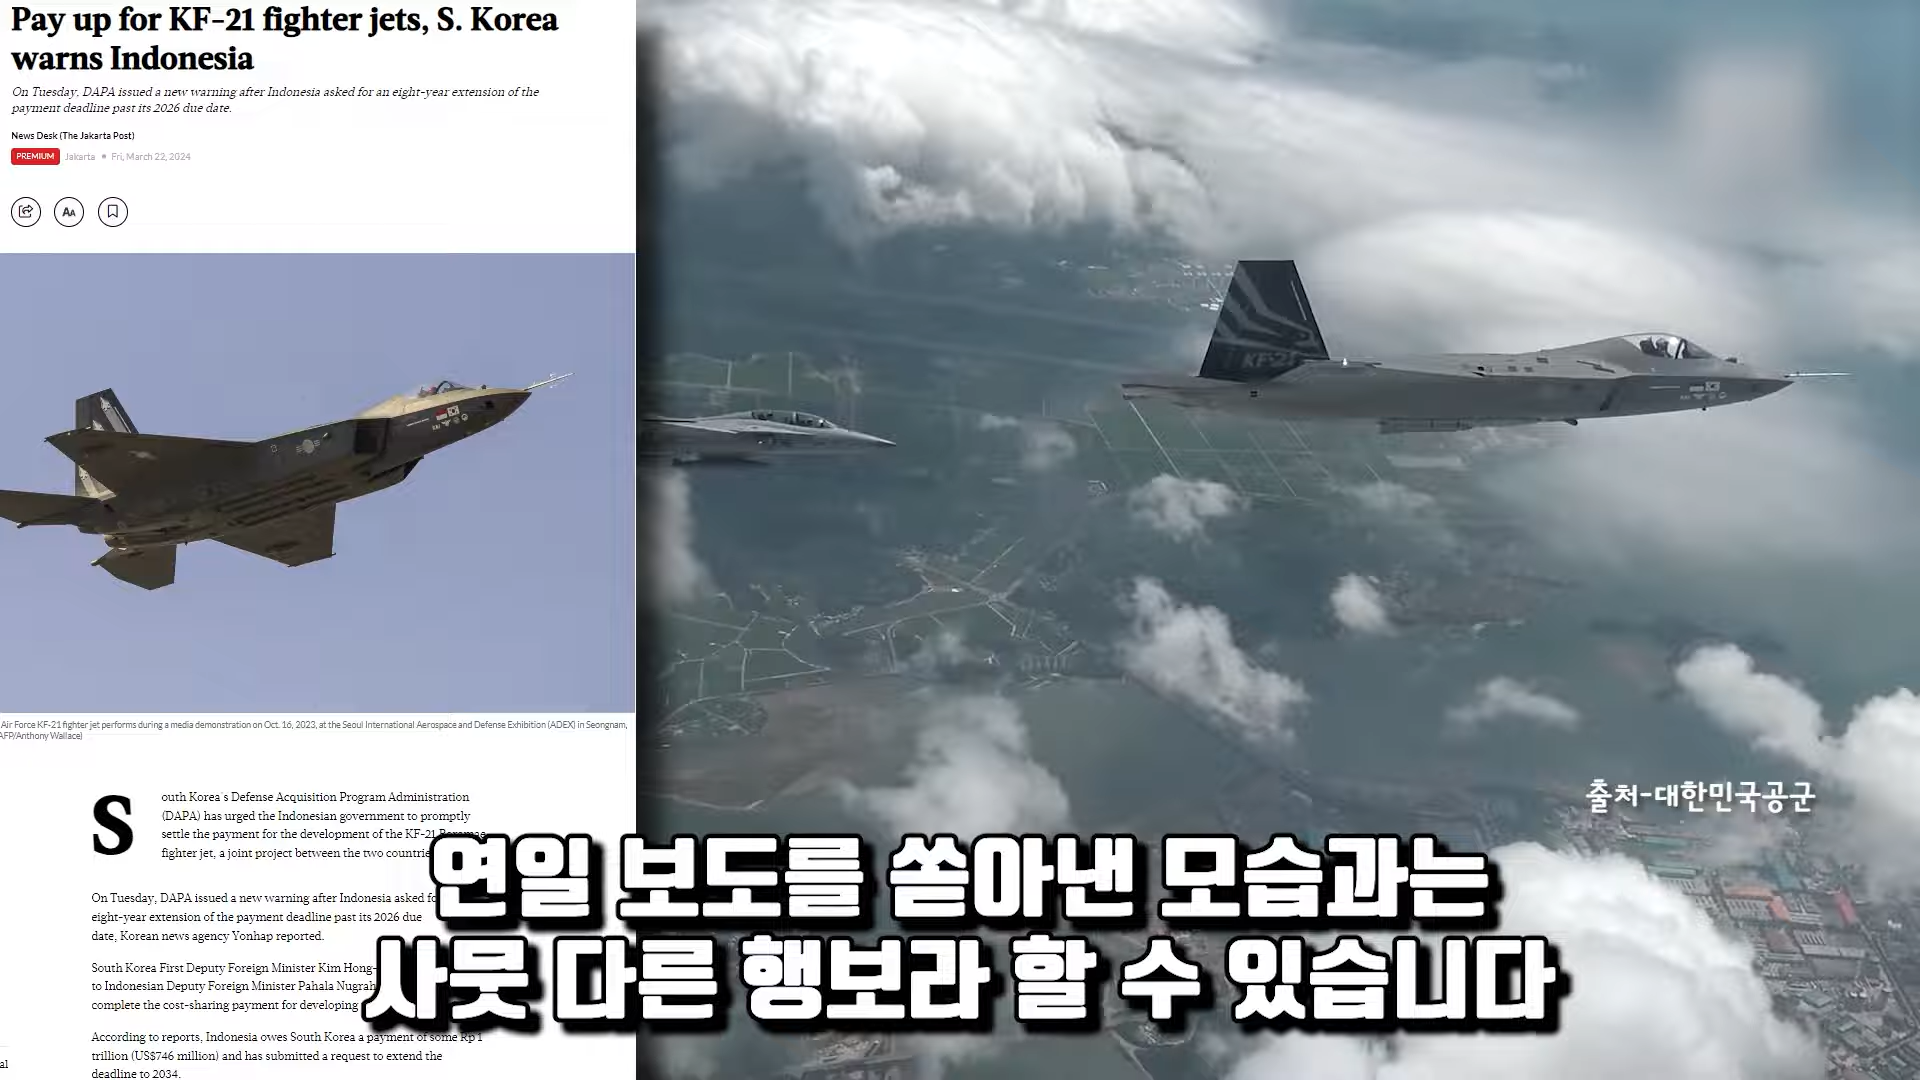 Pay up for KF-21 fighter jets, S. Korea
warns Indonesia
On Tuesday, DAPA issued a new warning after Indonesia asked for an eight-year extension of the
payment deadline past its 2026 due date.
News Desk (The Jakarta Post)
PREMIUM Jakarta • Fri, March 22, 2024
AA
KF-21
Air Force KF-21 fighter jet performs during a media demonstration on Oct. 16, 2023, at the Seoul International Aerospace and Defense Exhibition (ADEX) in Seongnam,
AFP/Anthony Wallace)
출처-대한민국공군
South Korea's Defense Acquisition Program Administration
(DAPA) has urged the Indonesian government to promptly
settle the payment for the development of the KF-21 Boramae
fighter jet, a joint project between the two countrie
On Tuesday, DAPA issued a new warning after Indonesia asked fo
eight-year extension of the payment deadline past its 2026 due
date, Korean news agency Yonhap reported.
South Korea First Deputy Foreign Minister Kim Hong-
to Indonesian Deputy Foreign Minister Pahala Nugrah
complete the cost-sharing payment for developing
According to reports, Indonesia owes South Korea a payment of some Rp 1
trillion (US$746 million) and has submitted a request to extend the
deadline to 2034.
al
연일 보도를 쏟아낸 모습과는
사뭇 다른 행보라 할 수 있습니다